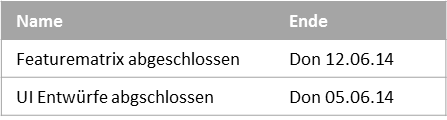 Name Ende
Featurematrix abgeschlossen Don 12.06.14
UI Entwürfe abgschlossen Don 05.06.14